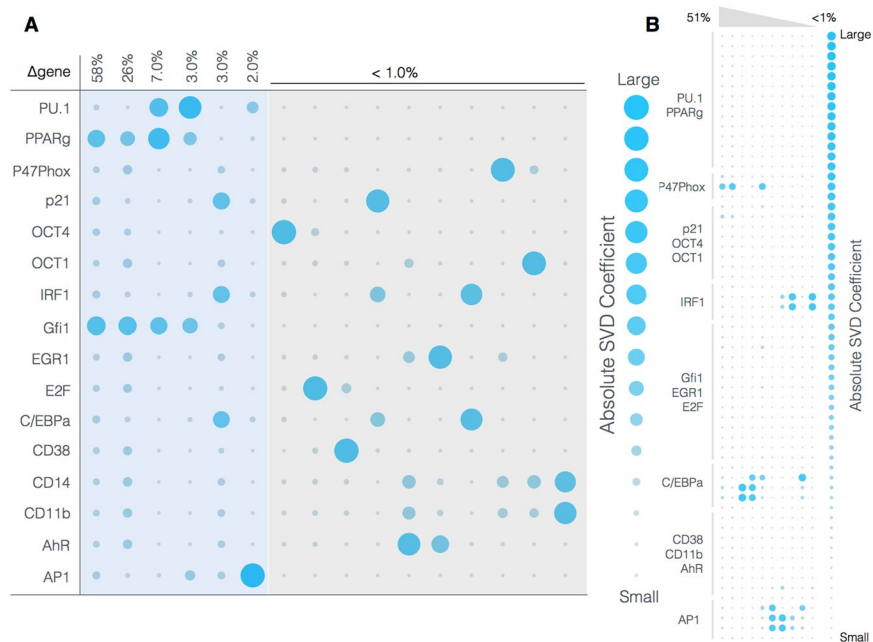 A
Δgene 58% 26% 7.0% 3.0% 3.0% 2.0% < 1.0%
PU.1
PPARg
P47Phox
p21
OCT4
OCT1
IRF1
Gfi1
EGR1
E2F
C/EBPa
CD38
CD14
CD11b
AhR
AP1
Large
Absolute SVD Coefficient
Small
B
51% <1%
Large
PU.1
PPARg
P47Phox
p21
OCT4
OCT1
IRF1
Gfi1
EGR1
E2F
C/EBPa
CD38
CD11b
AhR
AP1
Absolute SVD Coefficient
Small